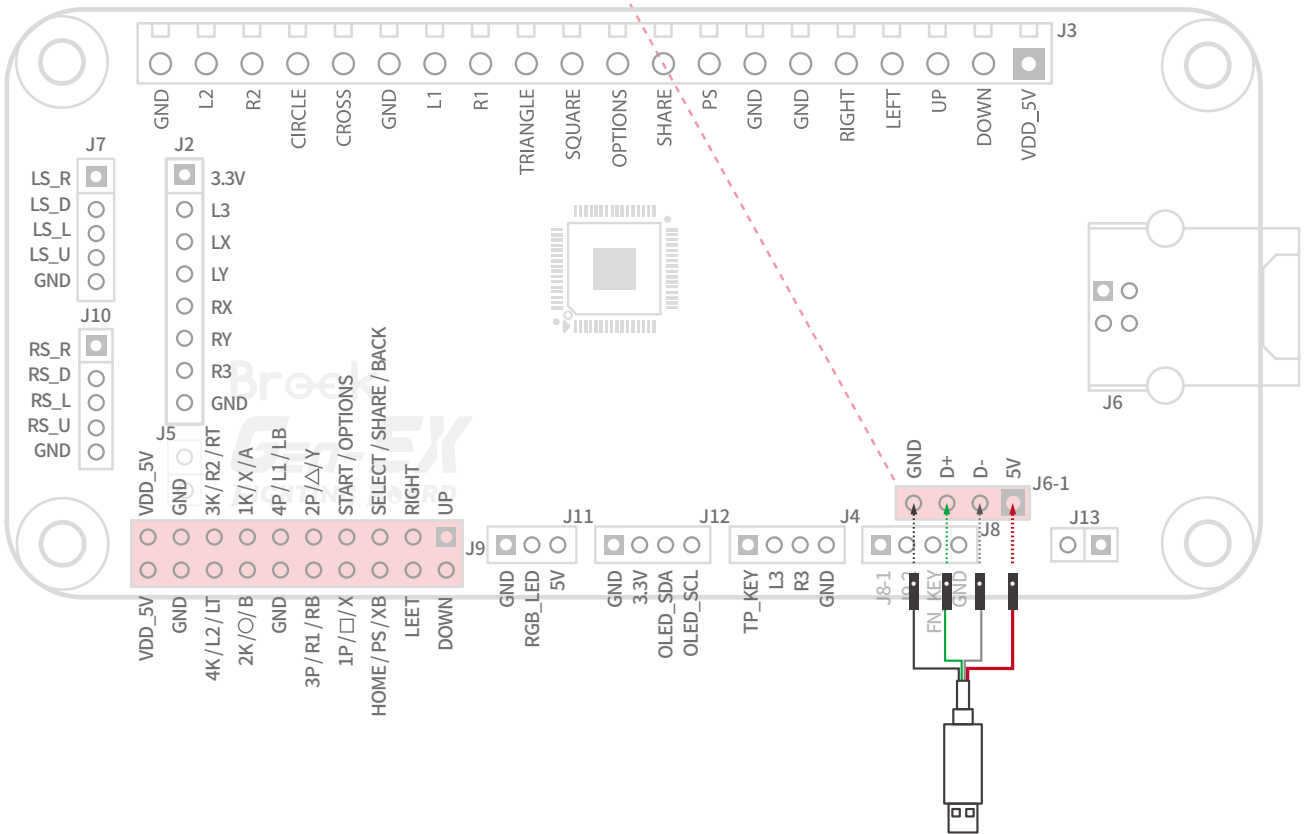 J3
GND
L2
R2
CIRCLE
CROSS
GND
L1
R1
TRIANGLE
SQUARE
OPTIONS
SHARE
PS
GND
GND
RIGHT
LEFT
UP
DOWN
VDD_5V
J7
LS_R
LS_D
LS_L
LS_U
GND
J2
3.3V
L3
LX
LY
RX
RY
R3
GND
J10
RS_R
RS_D
RS_L
RS_U
GND
J5
Brook
Gen-EX
FIGHTING BOARD
J6
VDD_5V
GND
3K / R2 / RT
1K / X / A
4P / L1 / LB
2P / △ / Y
START / OPTIONS
SELECT / SHARE / BACK
RIGHT
UP
J9
VDD_5V
GND
4K / L2 / LT
2K / ○ / B
GND
3P / R1 / RB
1P / □ / X
HOME / PS / XB
LEET
DOWN
J11
GND
RGB_LED
5V
J12
GND
3.3V
OLED_SDA
OLED_SCL
J4
TP_KEY
L3
R3
GND
GND
D+
D-
5V
J6-1
J8
J8-1
FN_KEY
GND
J13